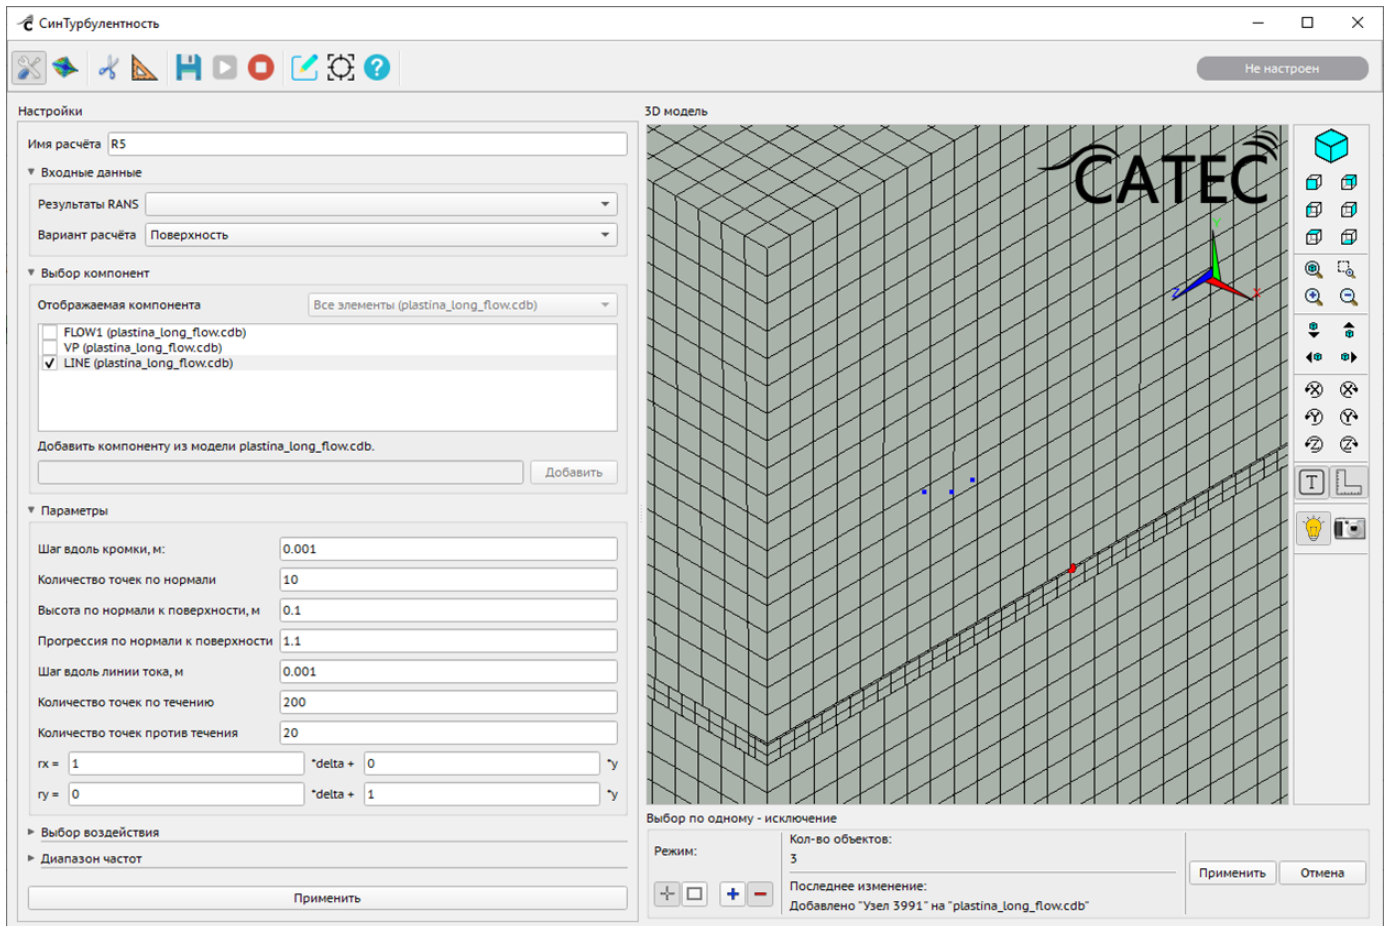 СинТурбулентность
Не настроен
Настройки
Имя расчёта R5
Входные данные
Результаты RANS
Вариант расчёта Поверхность
Выбор компонент
Отображаемая компонента Все элементы (plastina_long_flow.cdb)
FLOW1 (plastina_long_flow.cdb)
VP (plastina_long_flow.cdb)
LINE (plastina_long_flow.cdb)
Добавить компоненту из модели plastina_long_flow.cdb.
Добавить
Параметры
Шаг вдоль кромки, м: 0.001
Количество точек по нормали 10
Высота по нормали к поверхности, м 0.1
Прогрессия по нормали к поверхности 1.1
Шаг вдоль линии тока, м 0.001
Количество точек по течению 200
Количество точек против течения 20
rx = 1 *delta + 0 *y
ry = 0 *delta + 1 *y
Выбор воздействия
Диапазон частот
Применить
3D модель
CATEC
Y
Z X
X X
Y Y
Z Z
T
Выбор по одному - исключение
Режим:
Кол-во объектов:
3
Последнее изменение:
Добавлено "Узел 3991" на "plastina_long_flow.cdb"
Применить Отмена